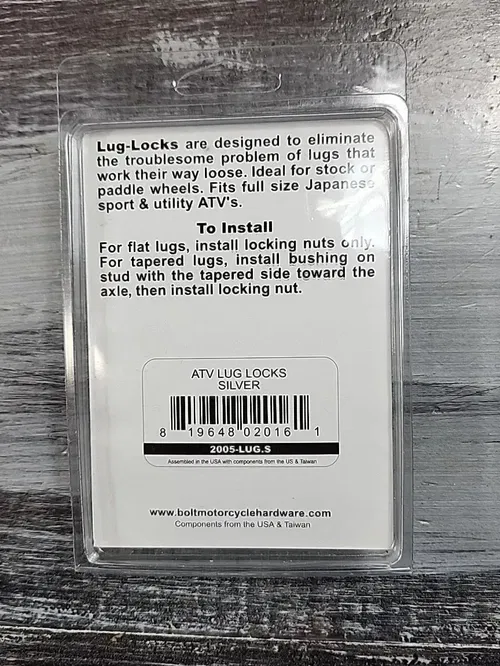 Lug-Locks are designed to eliminate
the troublesome problem of lugs that
work their way loose. Ideal for stock or
paddle wheels. Fits full size Japanese
sport & utility ATV's.
To Install
For flat lugs, install locking nuts only.
For tapered lugs, install bushing on
stud with the tapered side toward the
axle, then install locking nut.
ATV LUG LOCKS
SILVER
8 19648 02016 1
2005-LUG.S
Assembled in the USA with components from the US & Taiwan
www.boltmotorcyclehardware.com
Components from the USA & Taiwan